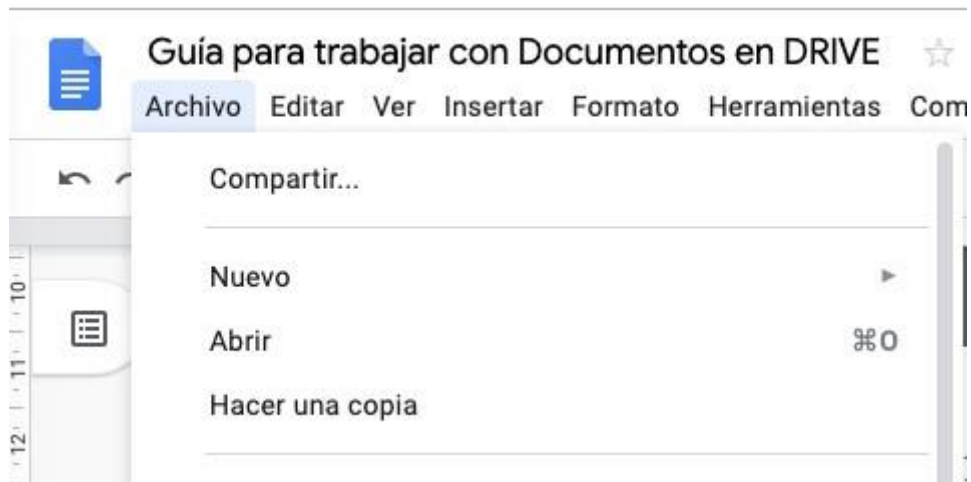 Guía para trabajar con Documentos en DRIVE
Archivo Editar Ver Insertar Formato Herramientas Com
Compartir...
Nuevo
Abrir ⌘O
Hacer una copia
10
11
12